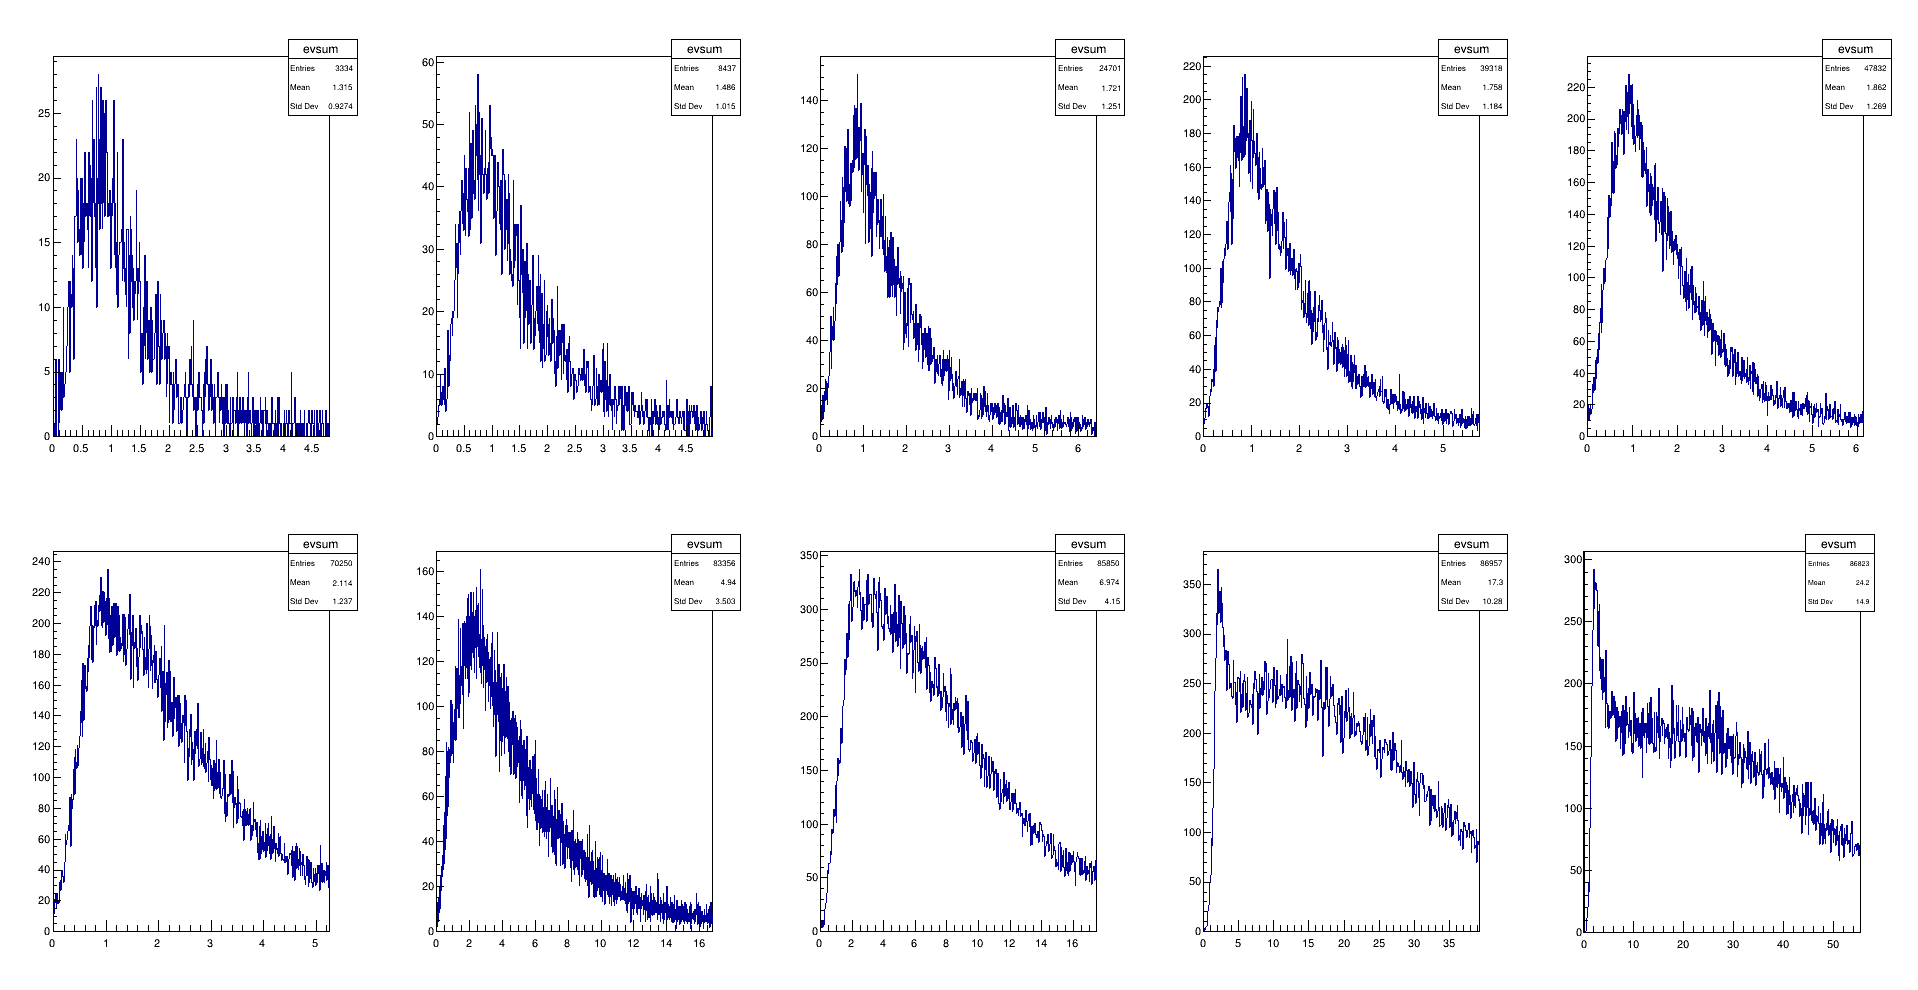 evsum
Entries 3334
Mean 1.315
Std Dev 0.9274
25
20
15
10
5
0
0 0.5 1 1.5 2 2.5 3 3.5 4 4.5
evsum
Entries 8437
Mean 1.486
Std Dev 1.015
60
50
40
30
20
10
0
0 0.5 1 1.5 2 2.5 3 3.5 4 4.5
evsum
Entries 24701
Mean 1.721
Std Dev 1.251
140
120
100
80
60
40
20
0
0 1 2 3 4 5 6
evsum
Entries 39318
Mean 1.758
Std Dev 1.184
220
200
180
160
140
120
100
80
60
40
20
0
0 1 2 3 4 5
evsum
Entries 47832
Mean 1.862
Std Dev 1.269
220
200
180
160
140
120
100
80
60
40
20
0
0 1 2 3 4 5 6
evsum
Entries 70250
Mean 2.114
Std Dev 1.237
240
220
200
180
160
140
120
100
80
60
40
20
0
0 1 2 3 4 5
evsum
Entries 83356
Mean 4.94
Std Dev 3.503
160
140
120
100
80
60
40
20
0
0 2 4 6 8 10 12 14 16
evsum
Entries 85850
Mean 6.974
Std Dev 4.15
350
300
250
200
150
100
50
0
0 2 4 6 8 10 12 14 16
evsum
Entries 86957
Mean 17.3
Std Dev 10.28
350
300
250
200
150
100
50
0
0 5 10 15 20 25 30 35
evsum
Entries 86823
Mean 24.2
Std Dev 14.9
300
250
200
150
100
50
0
0 10 20 30 40 50